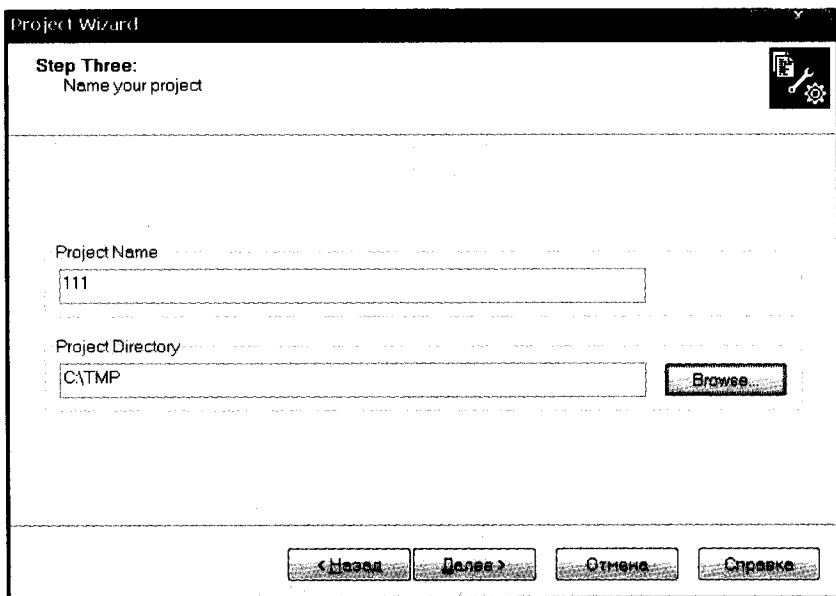 Project Wizard
Step Three:
Name your project
Project Name
111
Project Directory
C:\TMP
Browse...
< Назад
Далее >
Отмена
Справка